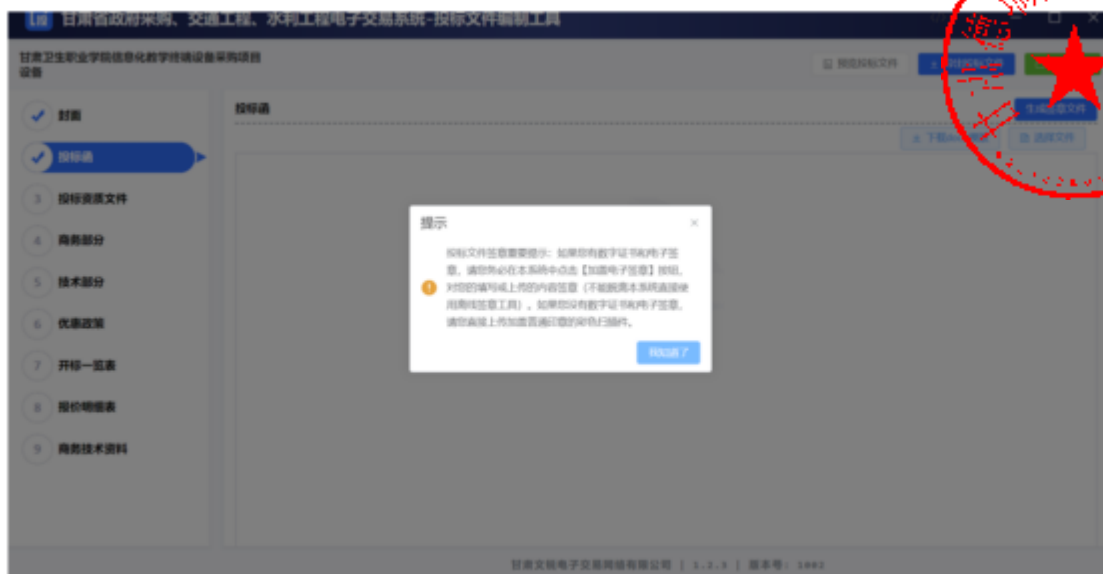 甘肃省政府采购、交通工程、水利工程电子交易系统-投标文件编制工具
甘肃卫生职业学院信息化教学终端设备采购项目
设备
预览投标文件
封面
投标函
生成签章文件
投标函
选择文件
3 投标资质文件
4 商务部分
5 技术部分
6 优惠政策
7 开标一览表
8 报价明细表
9 商务技术资料
提示
投标文件签章重要提示：如果您有数字证书和电子签
章，请您务必在本系统中点击【加盖电子签章】按钮，
对您的填写或上传的内容签章（不能脱离本系统直接使
用离线签章工具）。如果您没有数字证书和电子签章，
请您直接上传加盖普通印章的彩色扫描件。
我知道了
甘肃文锐电子交易网络有限公司 | 1.2.3 | 版本号: 1002